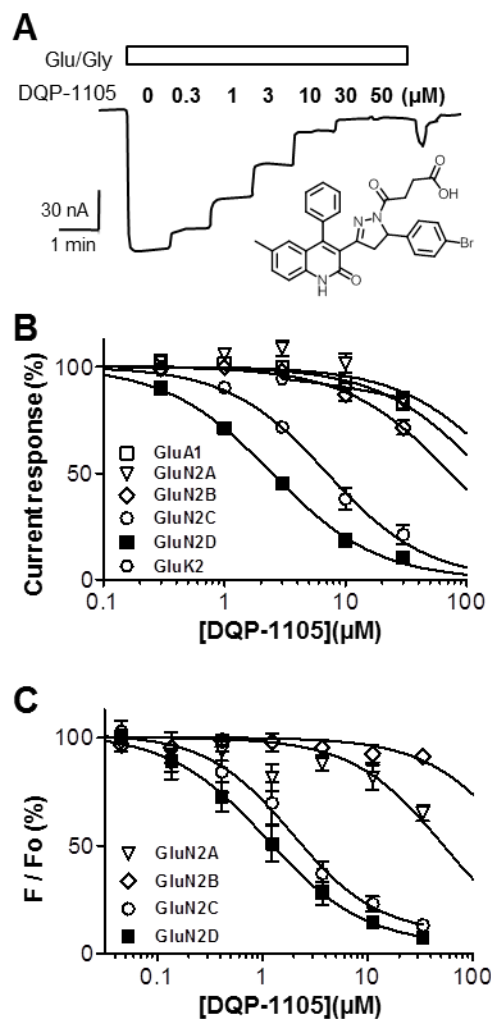 A
Glu/Gly
DQP-1105 0 0.3 1 3 10 30 50 (µM)
30 nA
1 min
O
OH
N
N
O
Br
N
H
O
B
Current response (%)
100
50
0
GluA1
GluN2A
GluN2B
GluN2C
GluN2D
GluK2
0.1 1 10 100
[DQP-1105](µM)
C
F / Fo (%)
100
50
0
GluN2A
GluN2B
GluN2C
GluN2D
0.1 1 10 100
[DQP-1105](µM)